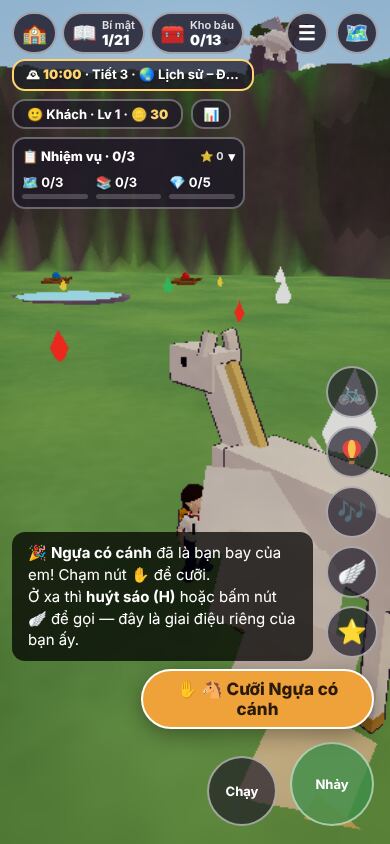 Bí mật
1/21
Kho báu
0/13
10:00 · Tiết 3 · Lịch sử – Đ...
Khách · Lv 1 · 30
Nhiệm vụ · 0/3
0 ▾
0/3
0/3
0/5
Ngựa có cánh đã là bạn bay của
em! Chạm nút ✋ để cưỡi.
Ở xa thì huýt sáo (H) hoặc bấm nút
để gọi — đây là giai điệu riêng của
bạn ấy.
Cưỡi Ngựa có
cánh
Chạy
Nhảy